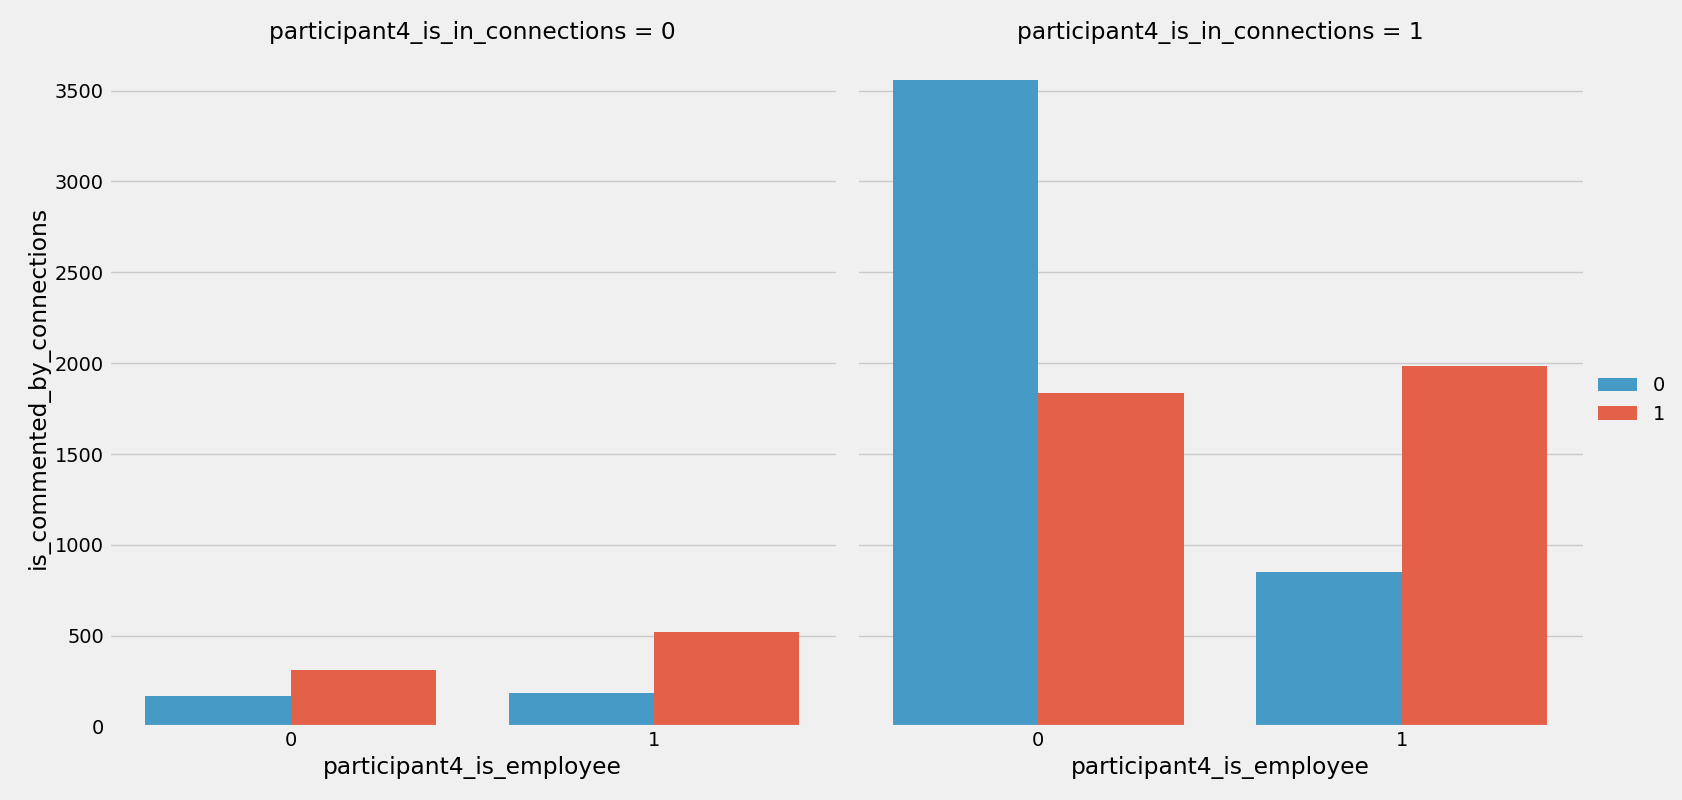 participant4_is_in_connections = 0
participant4_is_in_connections = 1
is_commented_by_connections
3500
3000
2500
2000
1500
1000
500
0
0 1
0 1
participant4_is_employee
participant4_is_employee
0
1